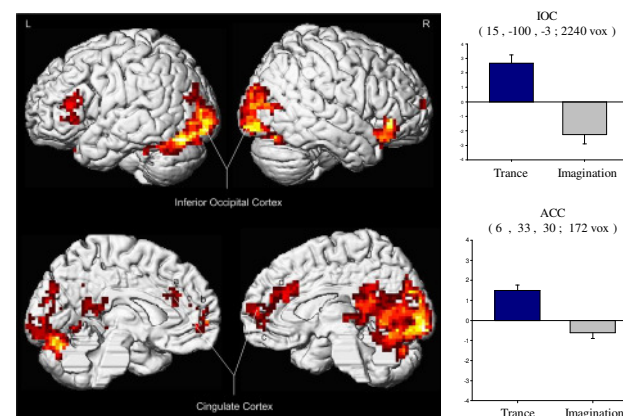 L
R
Inferior Occipital Cortex
Cingulate Cortex
IOC
( 15 , -100 , -3 ; 2240 vox )
4
3
2
1
0
-1
-2
-3
-4
Trance Imagination
ACC
( 6 , 33 , 30 ; 172 vox )
4
3
2
1
0
-1
-2
-3
-4
Trance Imagination